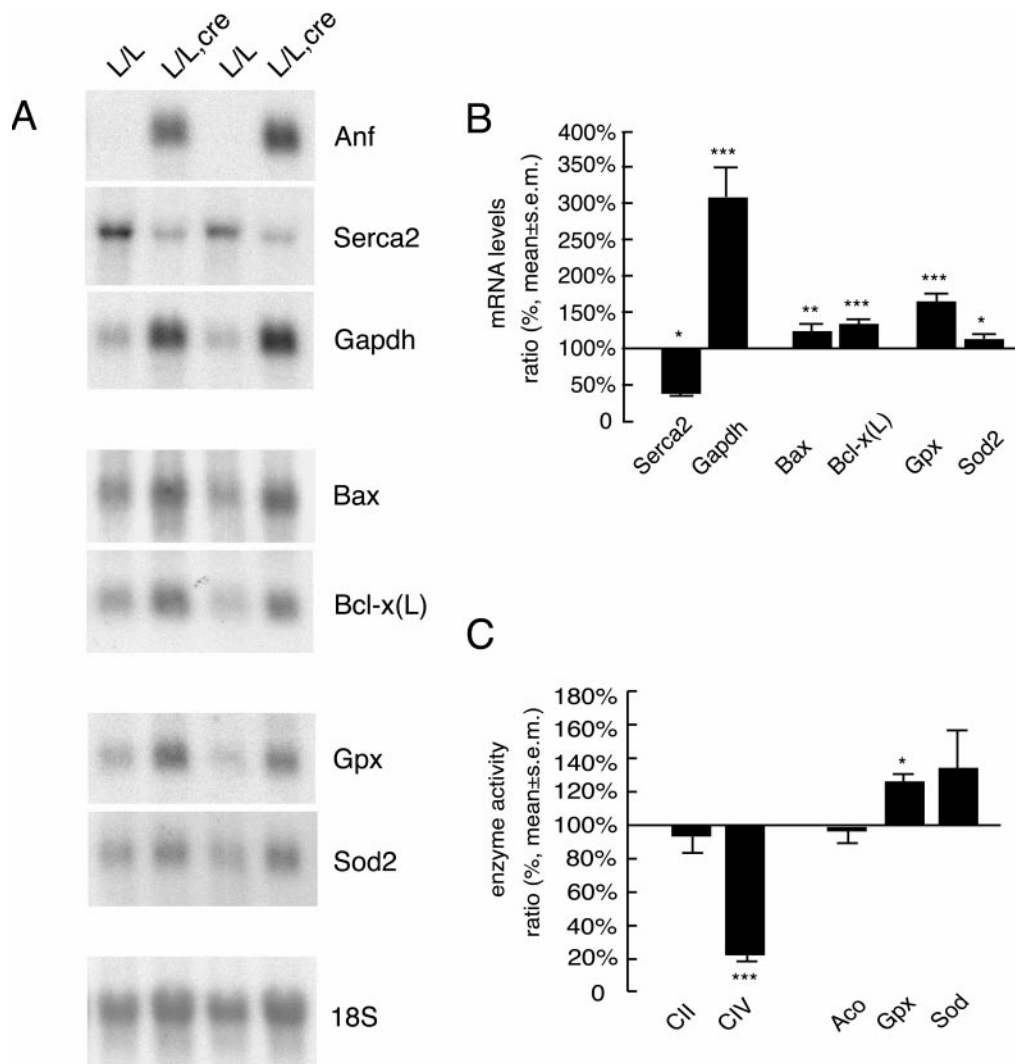 L/L L/L,cre L/L L/L,cre
A
Anf
Serca2
Gapdh
Bax
Bcl-x(L)
Gpx
Sod2
18S
B
mRNA levels
ratio (%, mean±s.e.m.)
400%
350%
300%
250%
200%
150%
100%
50%
0
* *** ** *** *** *
Serca2 Gapdh Bax Bcl-x(L) Gpx Sod2
C
enzyme activity
ratio (%, mean±s.e.m.)
180%
160%
140%
120%
100%
80%
60%
40%
20%
0
*
***
CII CIV Aco Gpx Sod